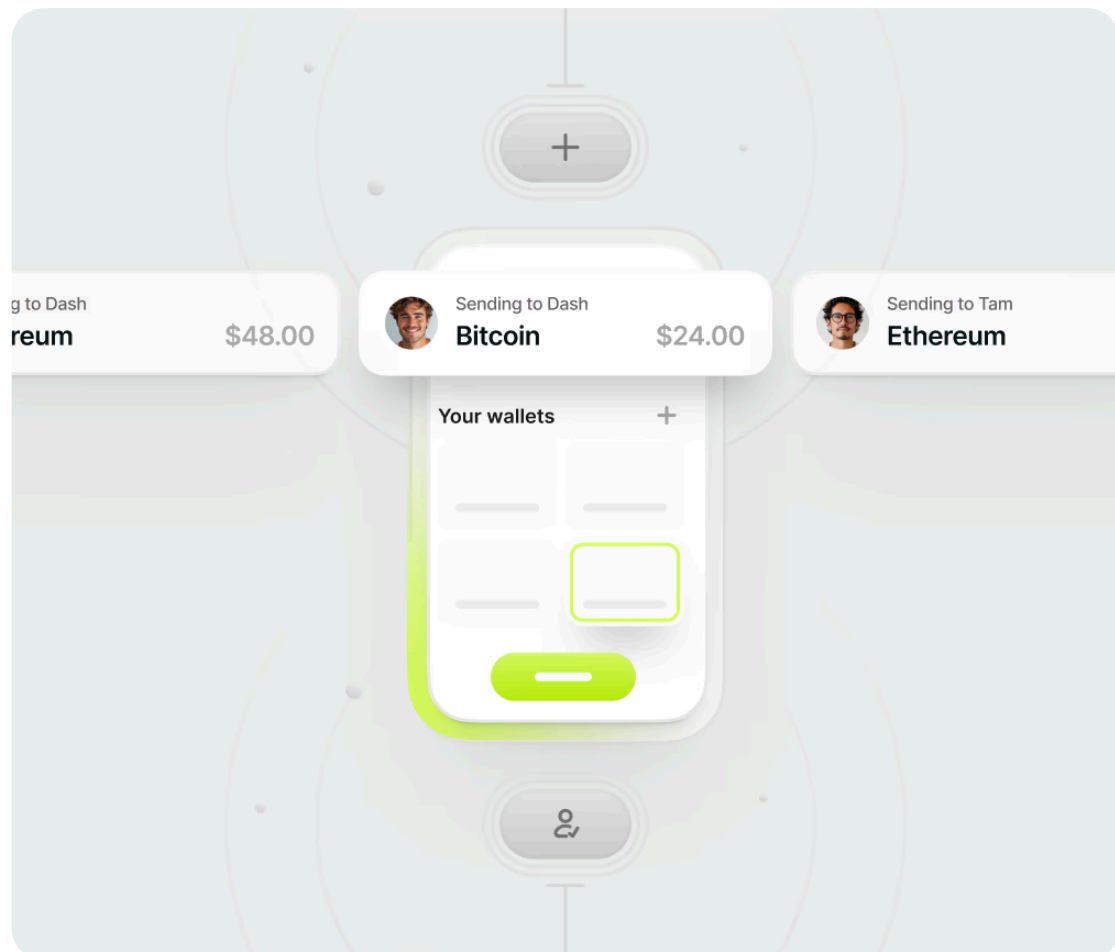 g to Dash
reum
$48.00
Sending to Dash
Bitcoin
$24.00
Sending to Tam
Ethereum
Your wallets